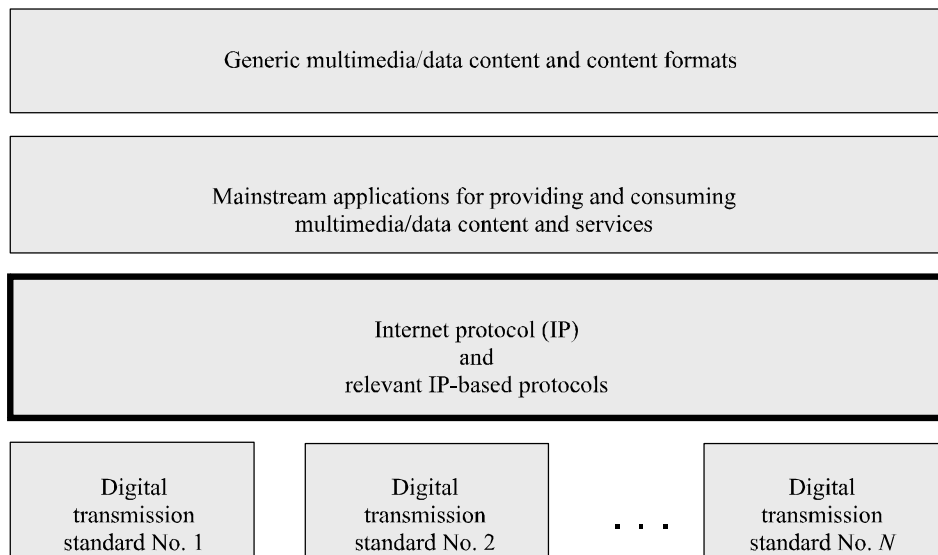 Generic multimedia/data content and content formats
Mainstream applications for providing and consuming
multimedia/data content and services
Internet protocol (IP)
and
relevant IP-based protocols
Digital
transmission
standard No. 1
Digital
transmission
standard No. 2
. . .
Digital
transmission
standard No. N